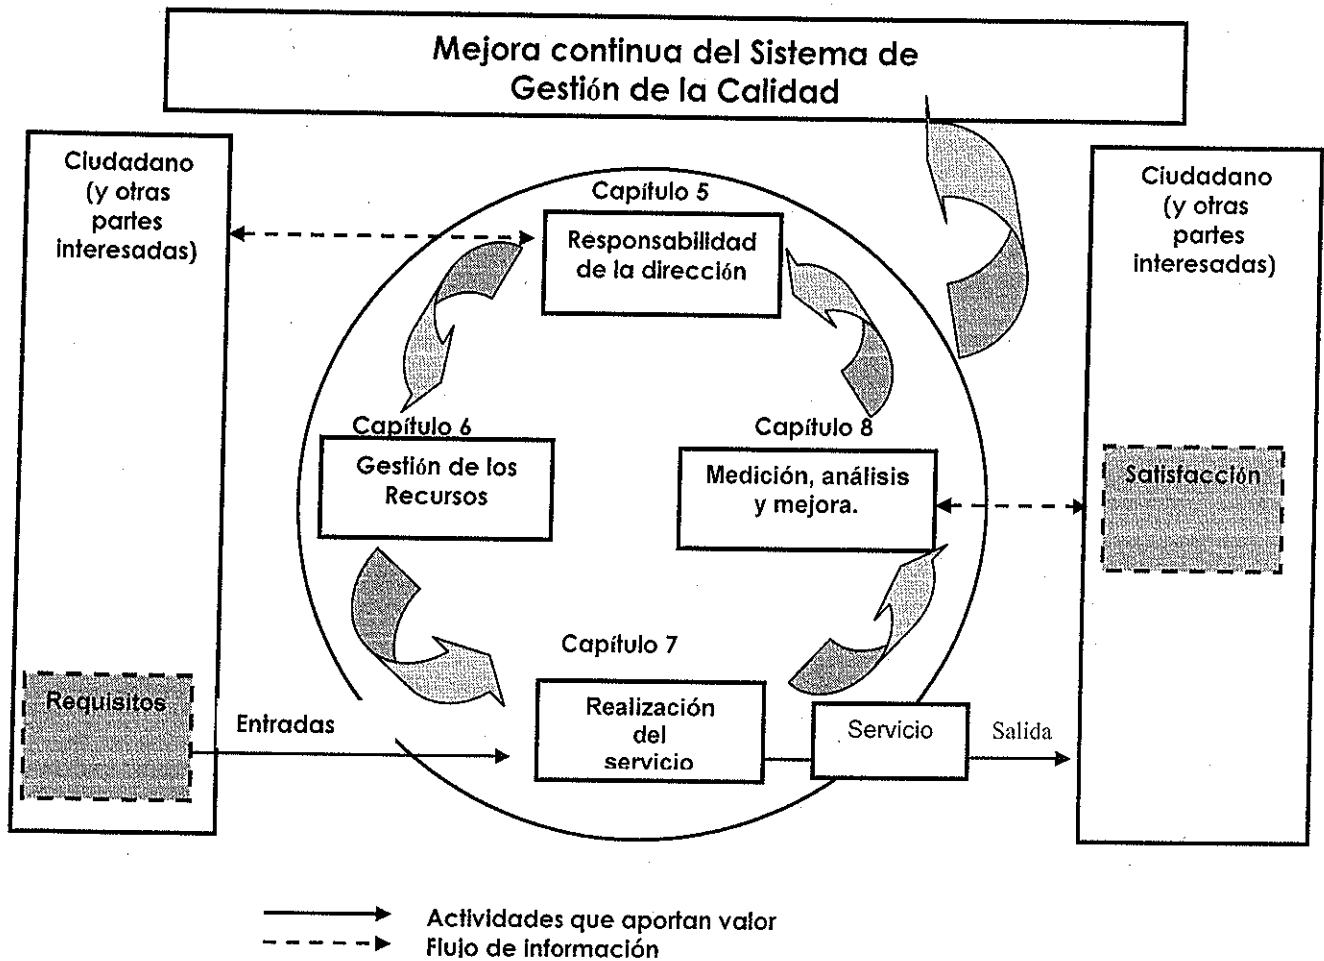 Mejora continua del Sistema de
Gestión de la Calidad
Ciudadano
(y otras
partes
interesadas)
Ciudadano
(y otras
partes
interesadas)
Capítulo 5
Responsabilidad
de la dirección
Capítulo 6
Gestión de los
Recursos
Capítulo 8
Medición, análisis
y mejora.
Satisfacción
Capítulo 7
Realización
del
servicio
Requisitos
Entradas
Servicio
Salida
Actividades que aportan valor
Flujo de información